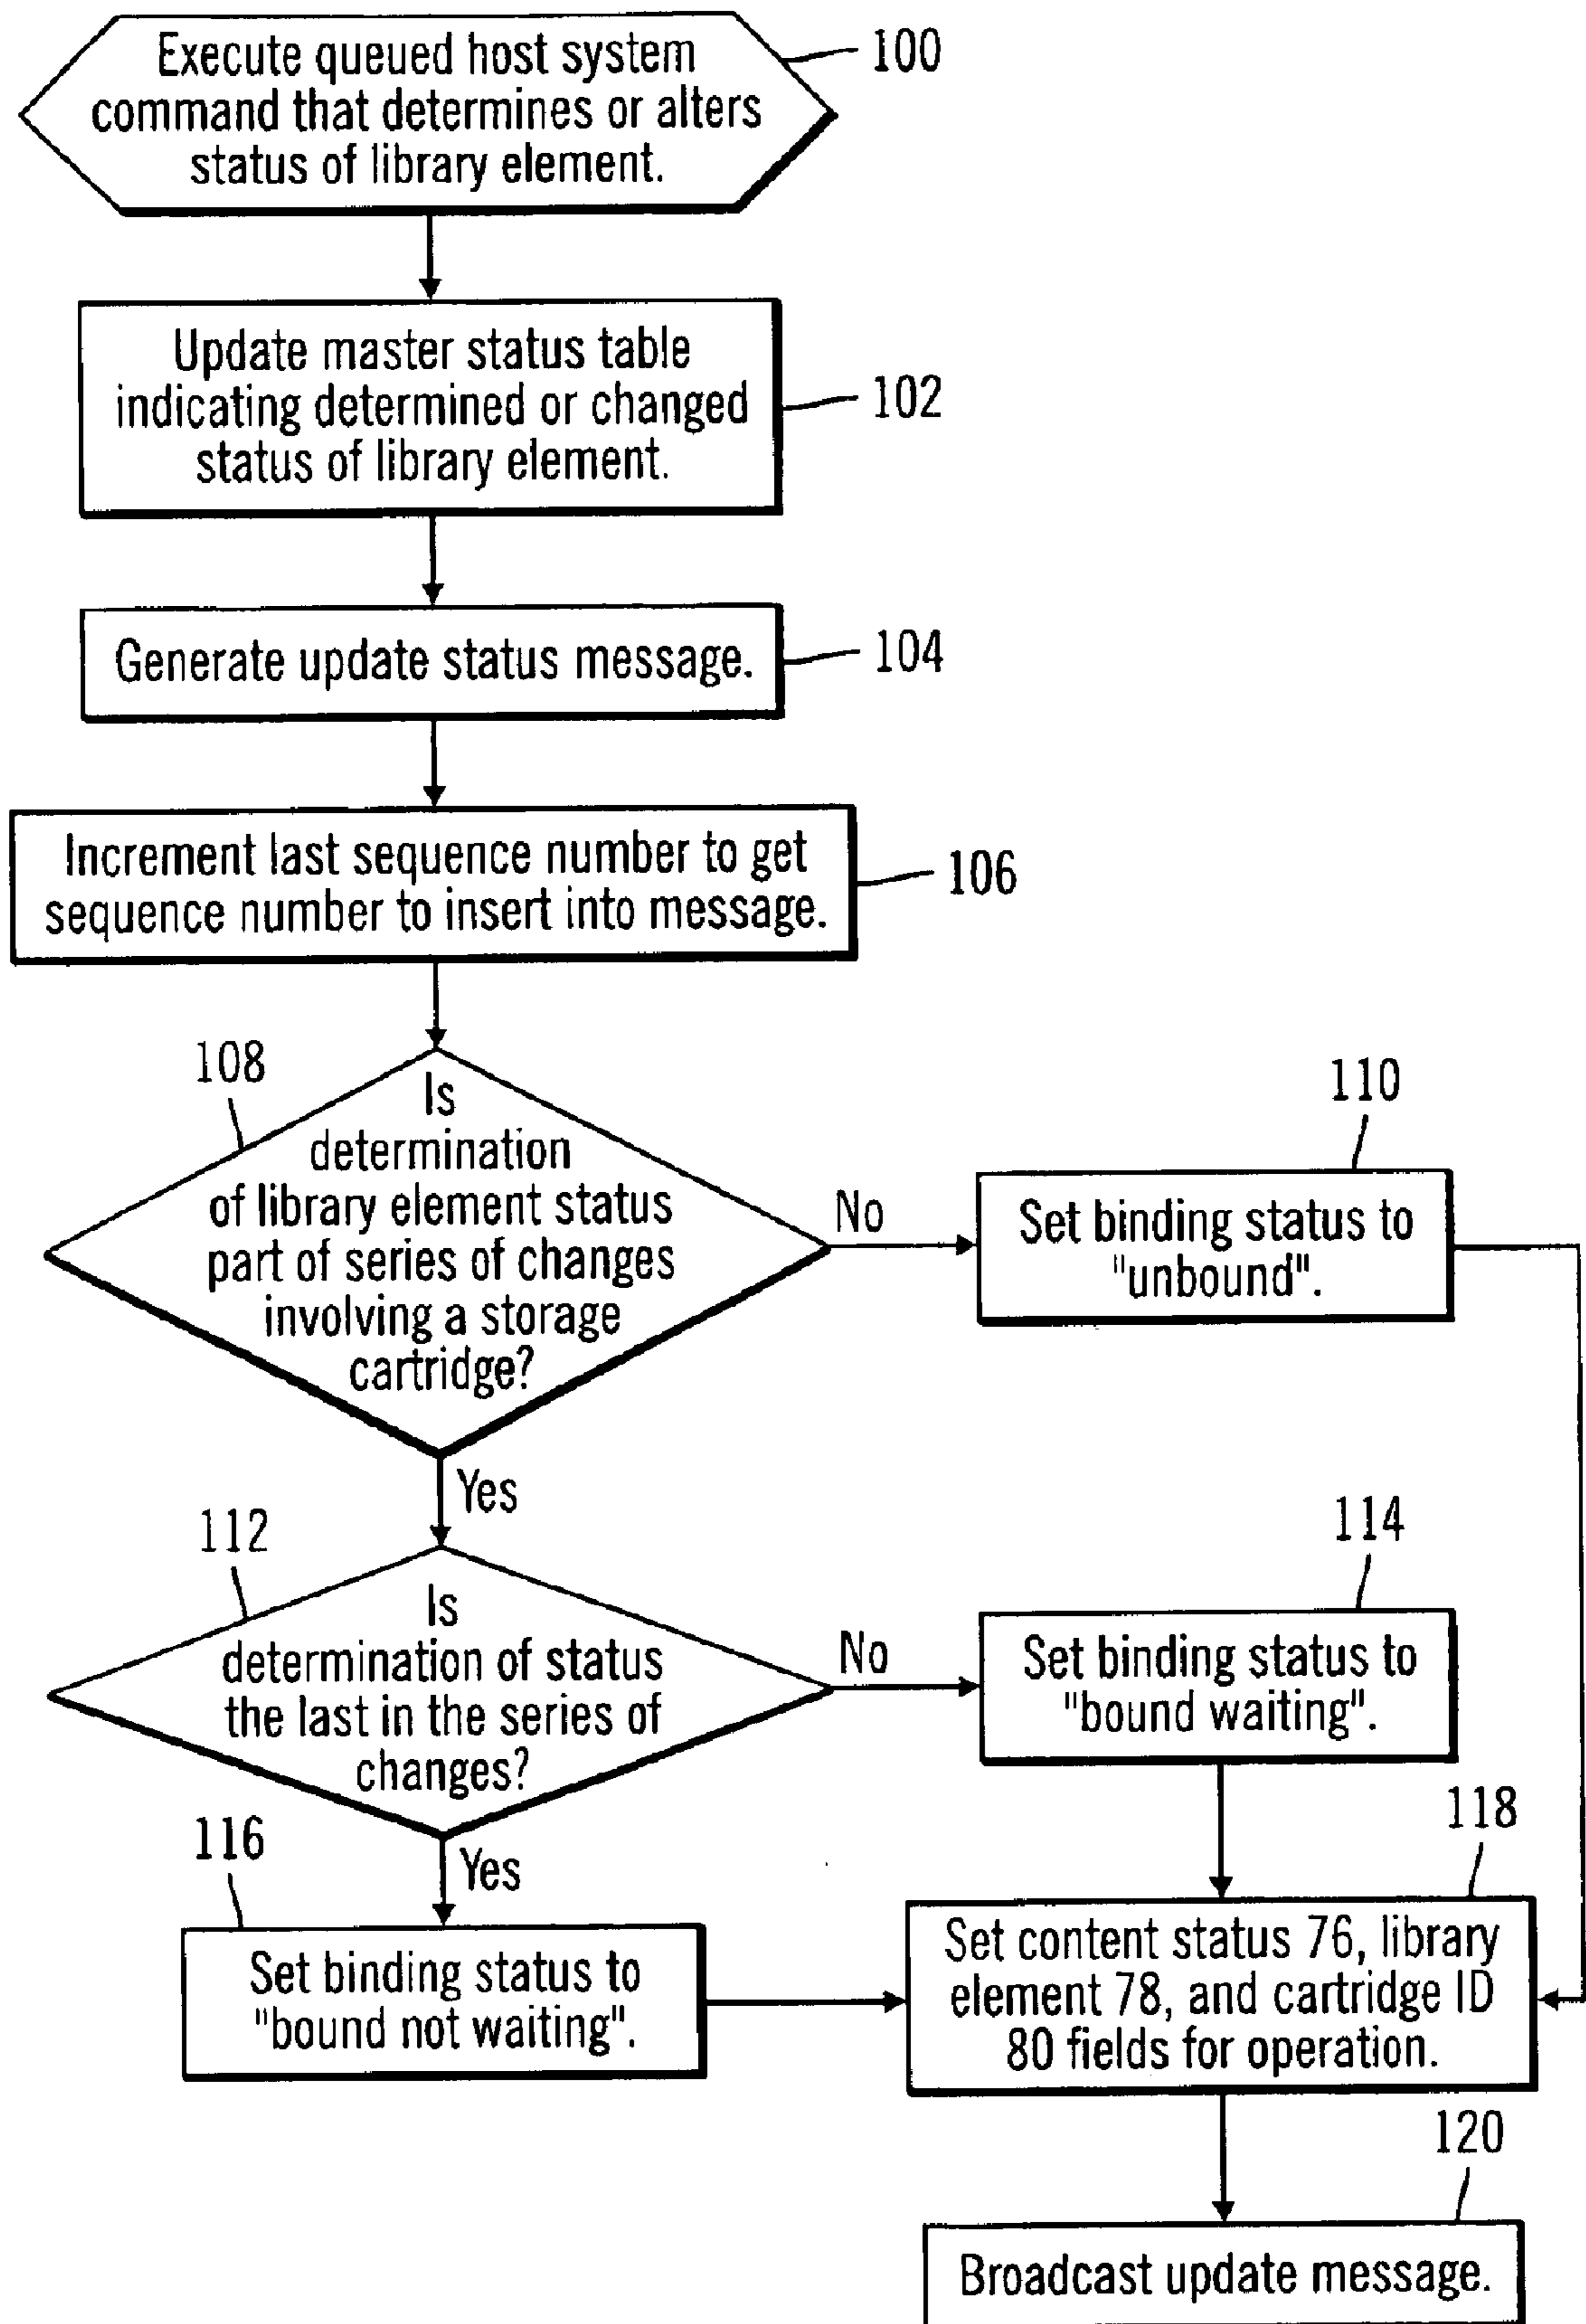 Execute queued host system
command that determines or alters
status of library element.
100
Update master status table
indicating determined or changed
status of library element.
102
Generate update status message.
104
Increment last sequence number to get
sequence number to insert into message.
106
108
Is
determination
of library element status
part of series of changes
involving a storage
cartridge?
No
110
Set binding status to
"unbound".
Yes
112
Is
determination of status
the last in the series of
changes?
No
114
Set binding status to
"bound waiting".
Yes
116
Set binding status to
"bound not waiting".
118
Set content status 76, library
element 78, and cartridge ID
80 fields for operation.
120
Broadcast update message.